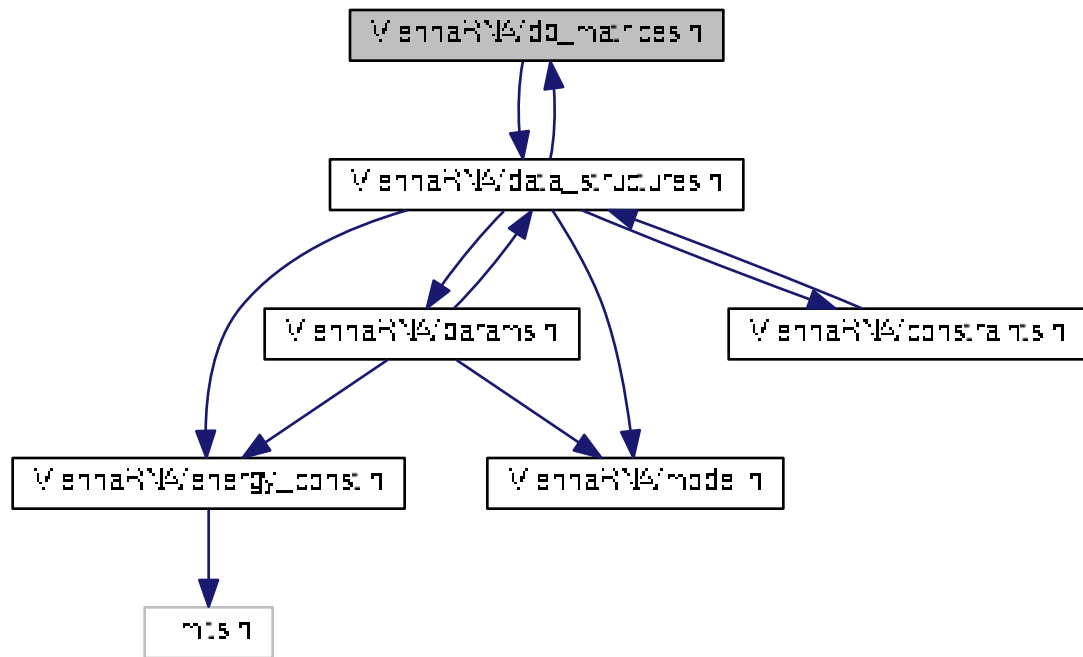 ViennaRNA/dp_matrices.h
ViennaRNA/data_structures.h
ViennaRNA/params.h
ViennaRNA/constraints.h
ViennaRNA/energy_const.h
ViennaRNA/model.h
limits.h